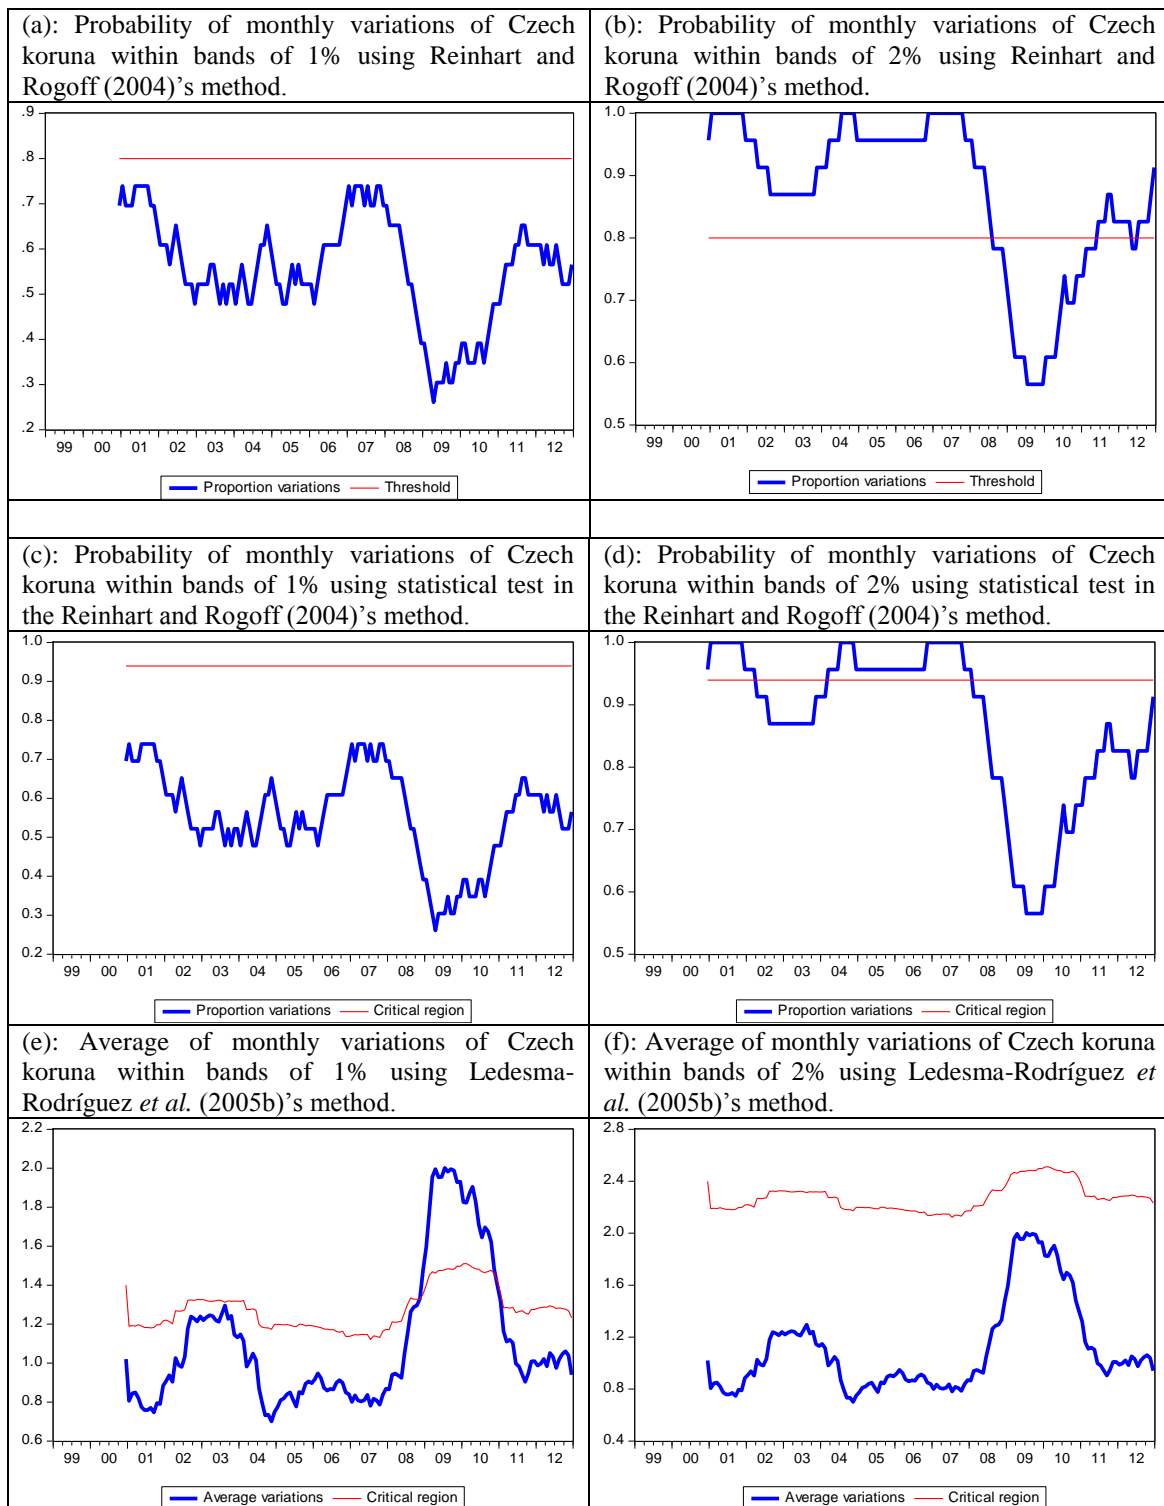 (a): Probability of monthly variations of Czech
koruna within bands of 1% using Reinhart and
Rogoff (2004)’s method.
(b): Probability of monthly variations of Czech
koruna within bands of 2% using Reinhart and
Rogoff (2004)’s method.
.9
.8
.7
.6
.5
.4
.3
.2
99 00 01 02 03 04 05 06 07 08 09 10 11 12
Proportion variations Threshold
1.0
0.9
0.8
0.7
0.6
0.5
99 00 01 02 03 04 05 06 07 08 09 10 11 12
Proportion variations Threshold
(c): Probability of monthly variations of Czech
koruna within bands of 1% using statistical test in
the Reinhart and Rogoff (2004)’s method.
(d): Probability of monthly variations of Czech
koruna within bands of 2% using statistical test in
the Reinhart and Rogoff (2004)’s method.
1.0
0.9
0.8
0.7
0.6
0.5
0.4
0.3
0.2
99 00 01 02 03 04 05 06 07 08 09 10 11 12
Proportion variations Critical region
1.0
0.9
0.8
0.7
0.6
0.5
99 00 01 02 03 04 05 06 07 08 09 10 11 12
Proportion variations Critical region
(e): Average of monthly variations of Czech
koruna within bands of 1% using Ledesma-
Rodríguez et al. (2005b)’s method.
(f): Average of monthly variations of Czech koruna
within bands of 2% using Ledesma-Rodríguez et
al. (2005b)’s method.
2.2
2.0
1.8
1.6
1.4
1.2
1.0
0.8
0.6
99 00 01 02 03 04 05 06 07 08 09 10 11 12
Average variations Critical region
2.8
2.4
2.0
1.6
1.2
0.8
0.4
99 00 01 02 03 04 05 06 07 08 09 10 11 12
Average variations Critical region